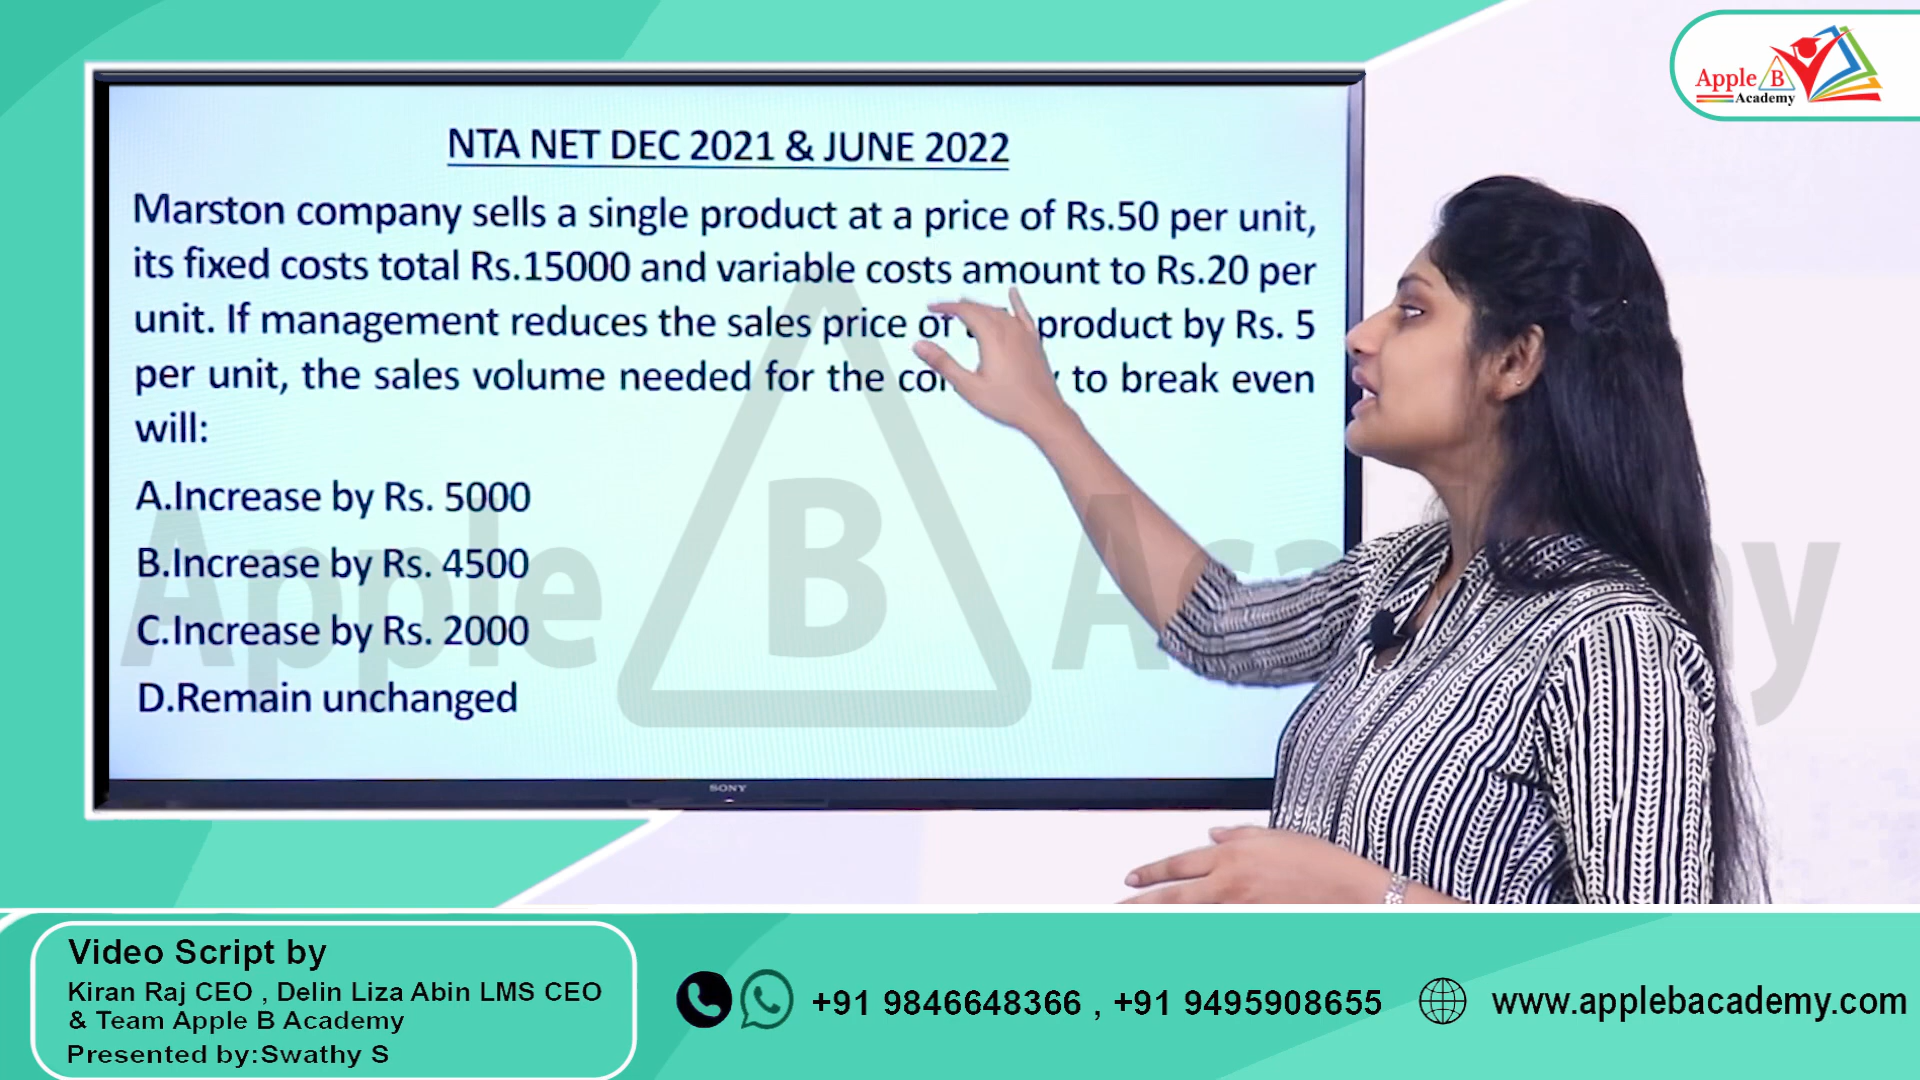 Apple B
Academy
NTA NET DEC 2021 & JUNE 2022
Marston company sells a single product at a price of Rs.50 per unit,
its fixed costs total Rs.15000 and variable costs amount to Rs.20 per
unit. If management reduces the sales price of product by Rs. 5
per unit, the sales volume needed for the to break even
will:
A.Increase by Rs. 5000
B.Increase by Rs. 4500
C.Increase by Rs. 2000
D.Remain unchanged
Apple B Academy
SONY
Video Script by
Kiran Raj CEO , Delin Liza Abin LMS CEO
& Team Apple B Academy
Presented by:Swathy S
+91 9846648366 , +91 9495908655
www.applebacademy.com